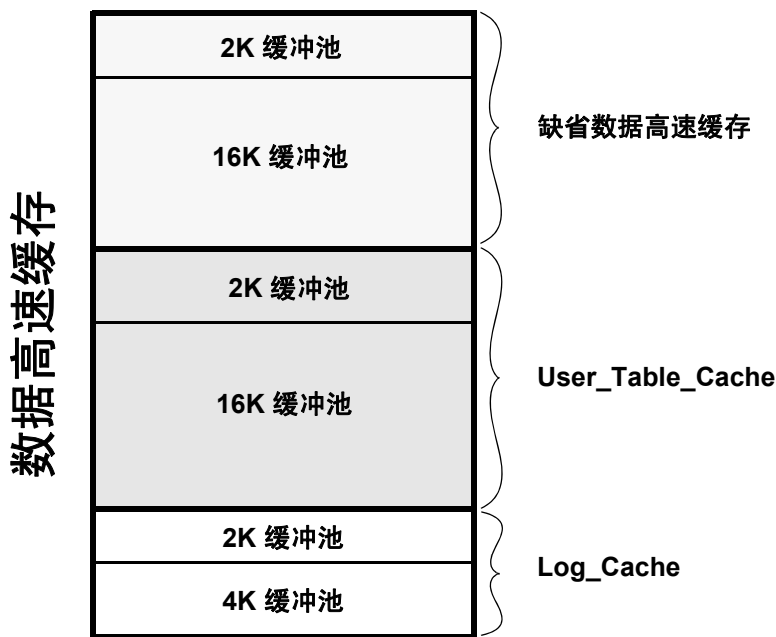 数据高速缓存
2K 缓冲池
16K 缓冲池
缺省数据高速缓存
2K 缓冲池
16K 缓冲池
User_Table_Cache
2K 缓冲池
4K 缓冲池
Log_Cache